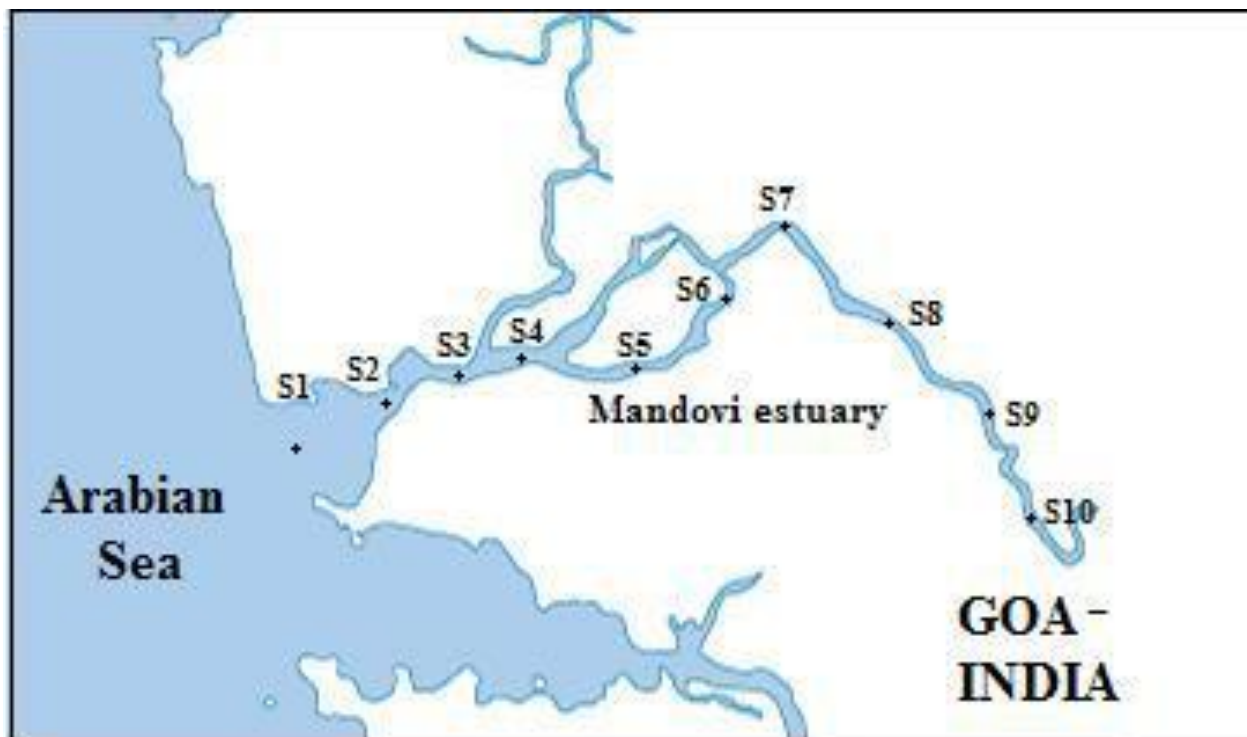 S7
S6
S8
S3
S4
S5
S2
S1
Mandovi estuary
S9
Arabian
Sea
S10
GOA -
INDIA